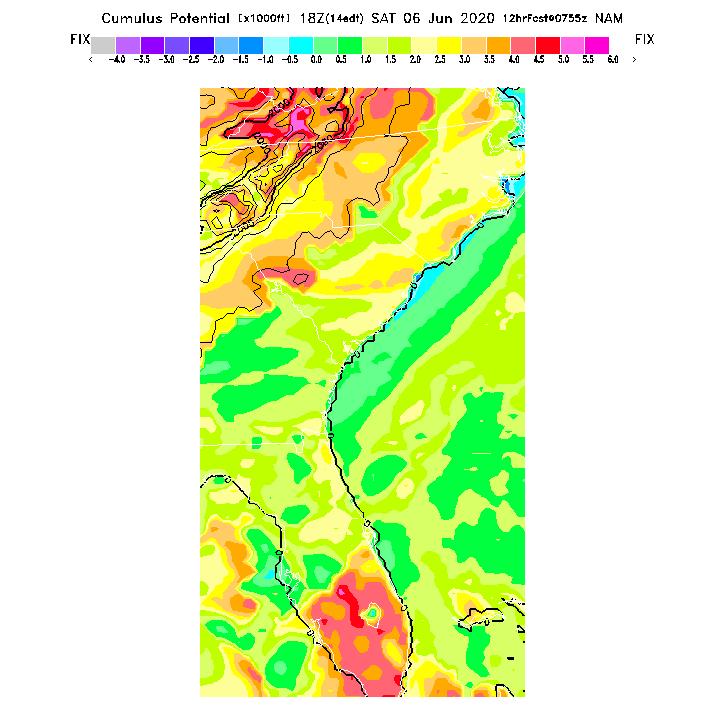 Cumulus Potential [x1000ft] 18Z(14edt) SAT 06 Jun 2020 12hrFcst@0755z NAM
FIX FIX
< -4.0 -3.5 -3.0 -2.5 -2.0 -1.5 -1.0 -0.5 0.0 0.5 1.0 1.5 2.0 2.5 3.0 3.5 4.0 4.5 5.0 5.5 6.0 >